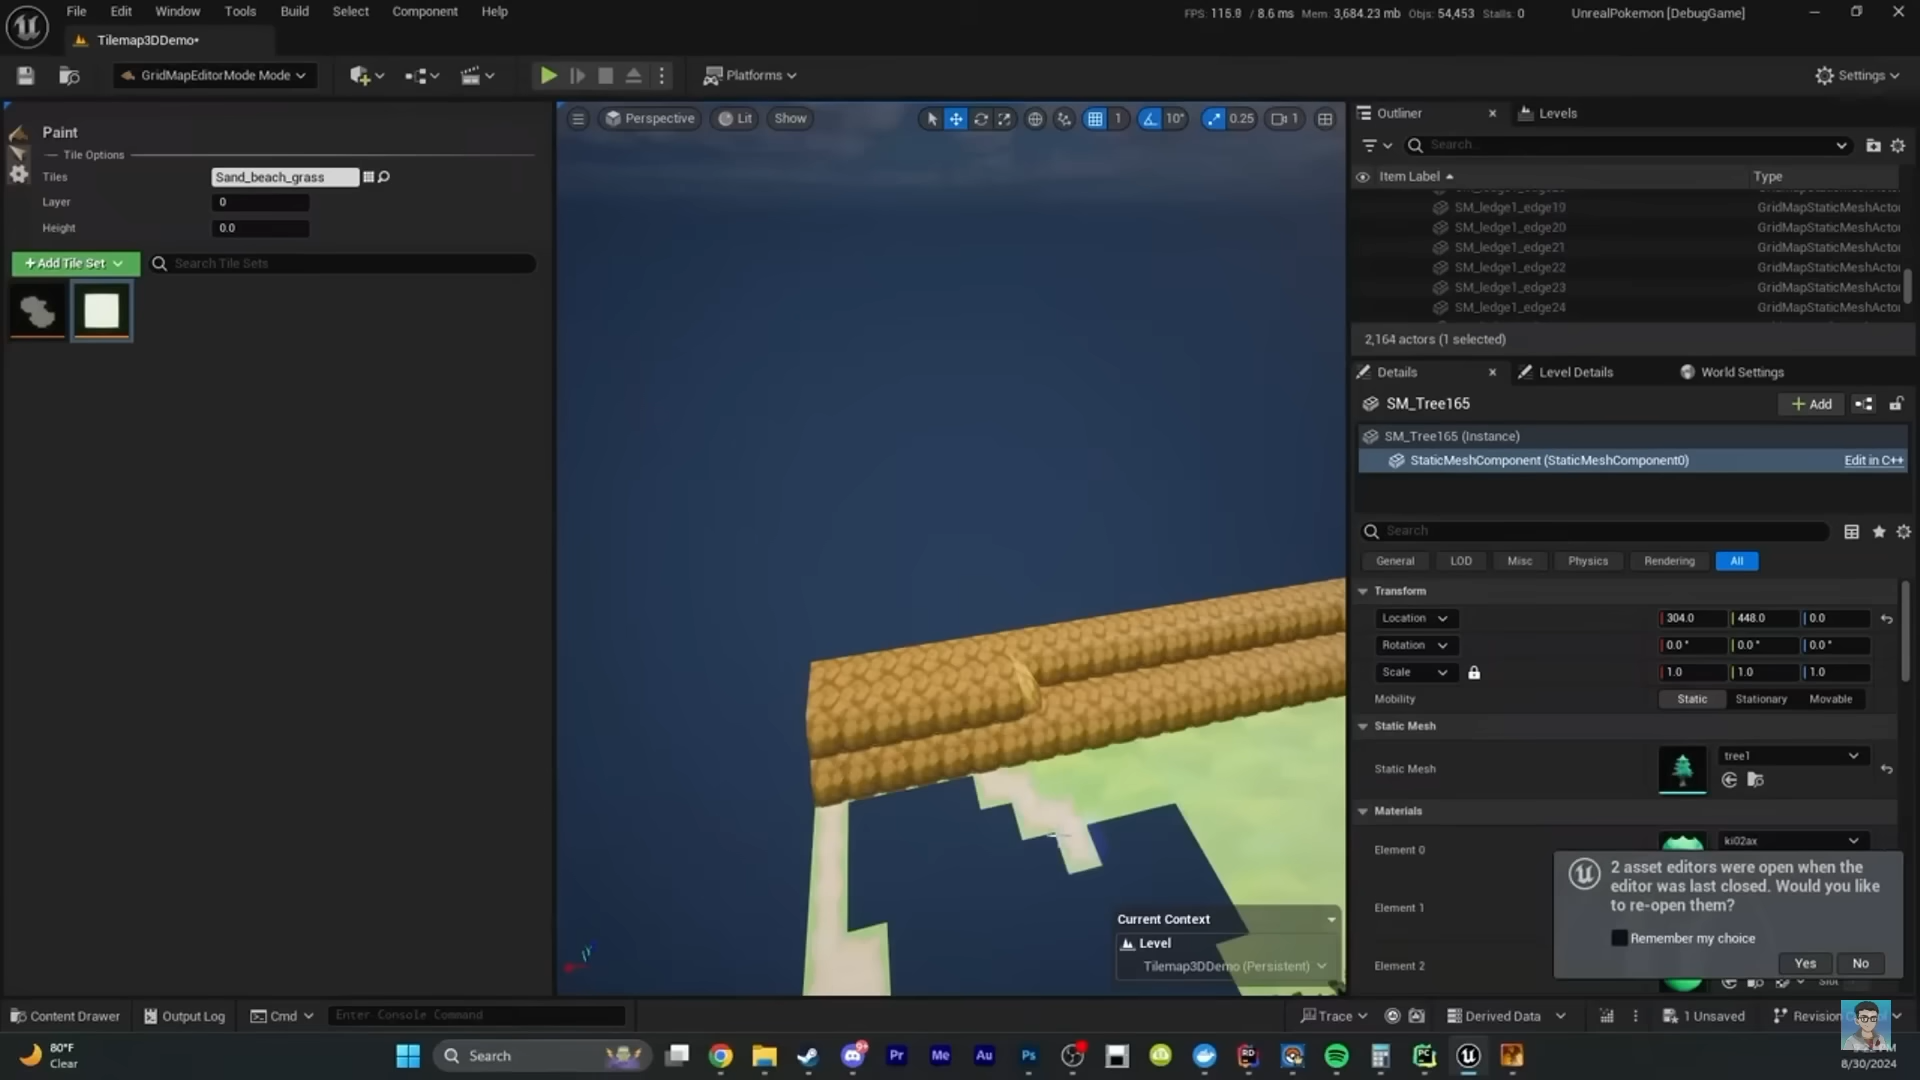 File Edit Window Tools Build Select Component Help
FPS: 115.9 / 8.6 ms Mem: 3,684.23 mb Objs: 54,453 Stalls: 0
UnrealPokemon [DebugGame]
Tilemap3DDemo•
GridMapEditorMode Mode
Platforms
Settings
Paint
Tile Options
Tiles Sand_beach_grass
Layer 0
Height 0.0
+Add Tile Set
Search Tile Sets
Perspective Lit Show
1 10° 0.25 1
Outliner Levels
Search...
Item Label Type
SM_ledge1_edge19 GridMapStaticMeshActor
SM_ledge1_edge20 GridMapStaticMeshActor
SM_ledge1_edge21 GridMapStaticMeshActor
SM_ledge1_edge22 GridMapStaticMeshActor
SM_ledge1_edge23 GridMapStaticMeshActor
SM_ledge1_edge24 GridMapStaticMeshActor
2,164 actors (1 selected)
Details Level Details World Settings
SM_Tree165
+ Add
SM_Tree165 (Instance)
StaticMeshComponent (StaticMeshComponent0) Edit in C++
Search
General LOD Misc Physics Rendering All
Transform
Location 304.0 448.0 0.0
Rotation 0.0° 0.0° 0.0°
Scale 1.0 1.0 1.0
Mobility Static Stationary Movable
Static Mesh
Static Mesh tree1
Materials
Element 0 ki02ax
Element 1
Element 2
Slot
2 asset editors were open when the
editor was last closed. Would you like
to re-open them?
Remember my choice
Yes No
Current Context
Level
Tilemap3DDemo (Persistent)
Content Drawer Output Log Cmd Enter Console Command
Trace Derived Data 1 Unsaved Revision
80°F
Clear
Search
Pr Me Au Ps
RD
PC
8/30/2024